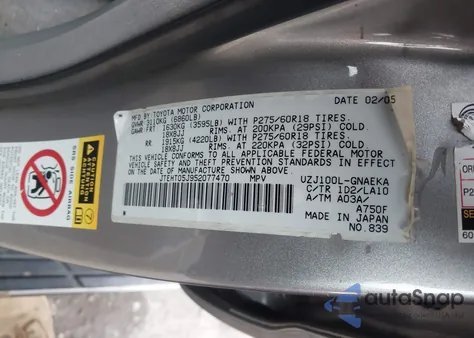 MFD. BY TOYOTA MOTOR CORPORATION DATE 02/05
GVWR 3110KG (6860LB)
GAWR FRT 1630KG (3595LB) WITH P275/60R18 TIRES,
18X8JJ RIMS, AT 200KPA (29PSI) COLD
RR 1915KG (4220LB) WITH P275/60R18 TIRES,
18X8JJ RIMS, AT 220KPA (32PSI) COLD
THIS VEHICLE CONFORMS TO ALL APPLICABLE FEDERAL MOTOR
VEHICLE SAFETY AND THEFT PREVENTION STANDARDS IN EFFECT
ON THE DATE OF MANUFACTURE SHOWN ABOVE.
JTEHT05J952077470 MPV UZJ100L-GNAEKA
C/TR 1D2/LA10
A/TM A03A/
A750F
MADE IN JAPAN
NO.839
SRS SIDE AIRBAG
autoSnap